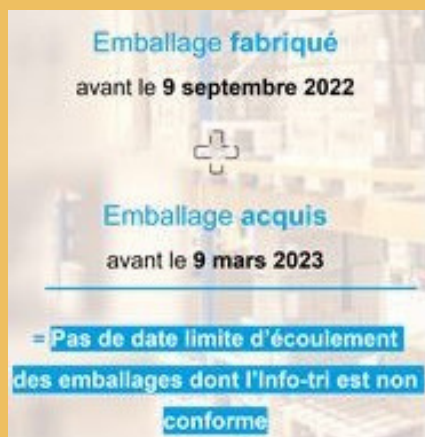 Emballage fabriqué
avant le 9 septembre 2022
Emballage acquis
avant le 9 mars 2023
= Pas de date limite d'écoulement
des emballages dont l'Info-tri est non
conforme